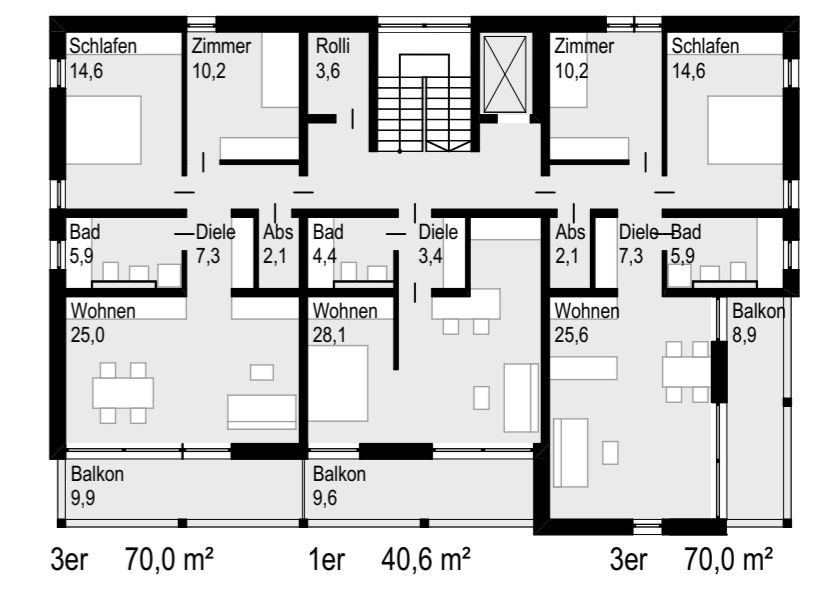 Schlafen
14,6
Zimmer
10,2
Rolli
3,6
Zimmer
10,2
Schlafen
14,6
Bad
5,9
Diele
7,3
Abs
2,1
Bad
4,4
Diele
3,4
Abs
2,1
Diele
7,3
Bad
5,9
Wohnen
25,0
Wohnen
28,1
Wohnen
25,6
Balkon
8,9
Balkon
9,9
Balkon
9,6
3er 70,0 m²
1er 40,6 m²
3er 70,0 m²